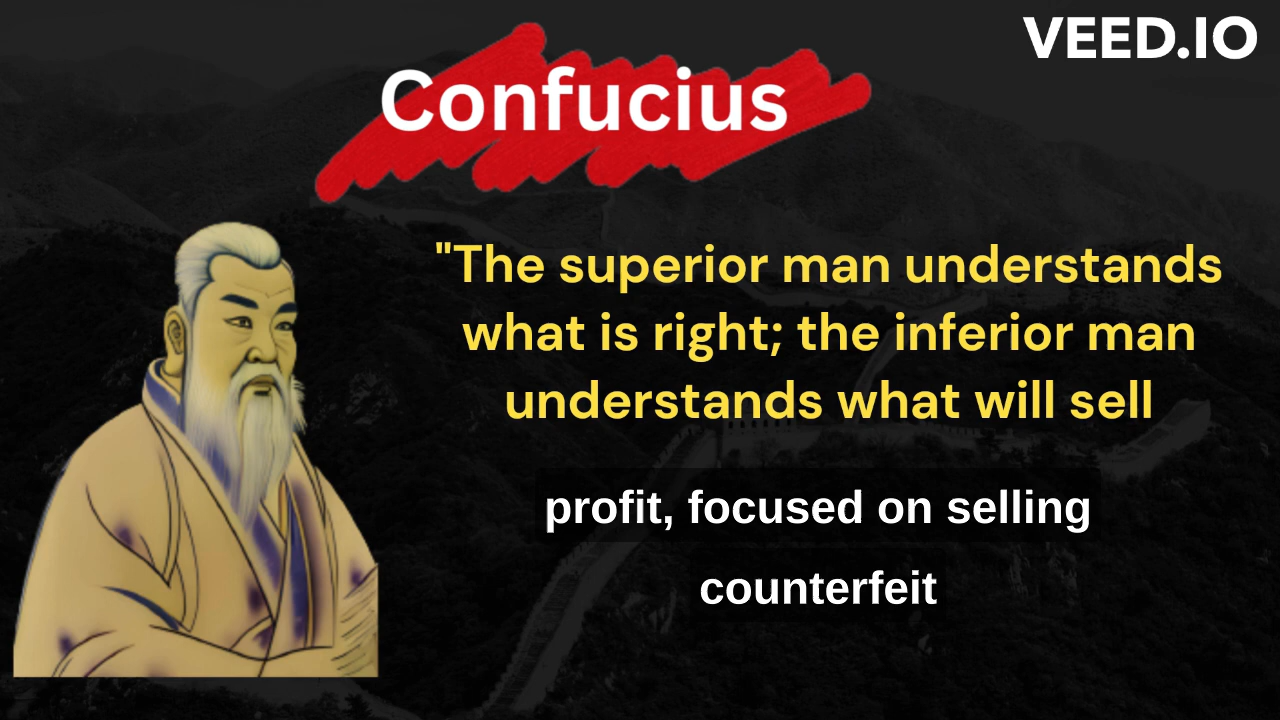 VEED.IO
Confucius
"The superior man understands
what is right; the inferior man
understands what will sell
profit, focused on selling
counterfeit